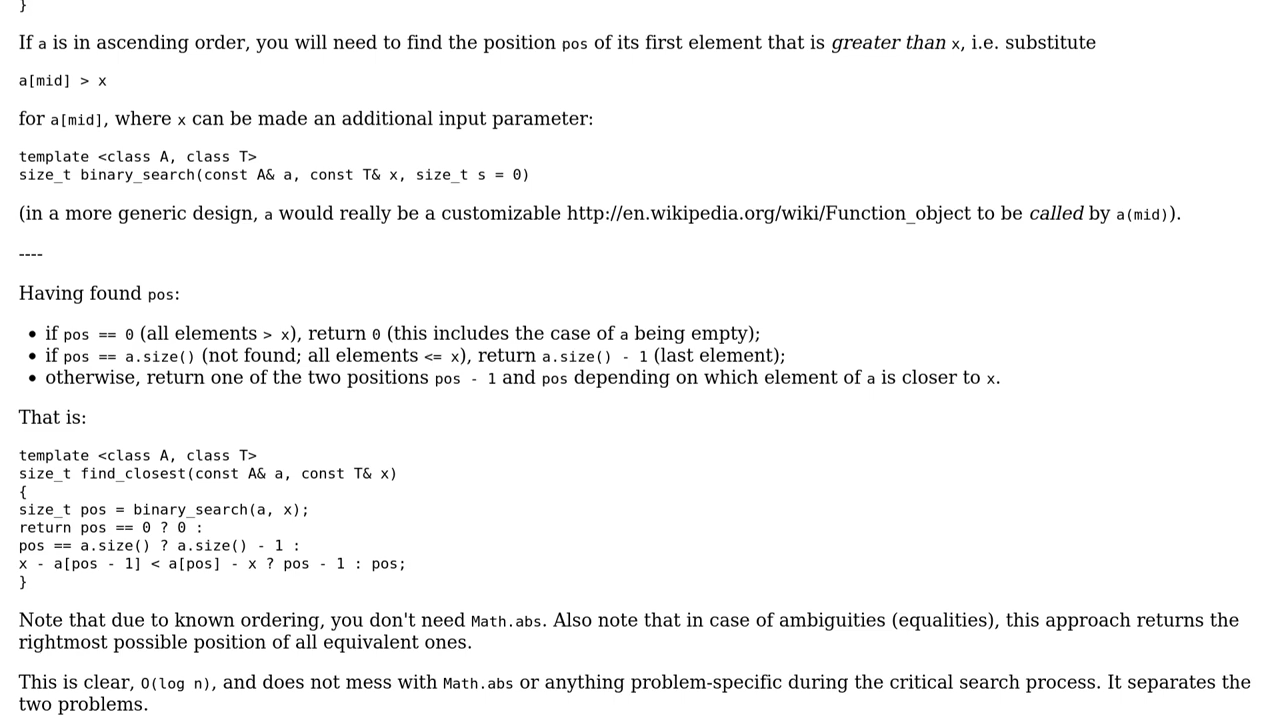 }
If a is in ascending order, you will need to find the position pos of its first element that is greater than x, i.e. substitute
a[mid] > x
for a[mid], where x can be made an additional input parameter:
template <class A, class T>
size_t binary_search(const A& a, const T& x, size_t s = 0)
(in a more generic design, a would really be a customizable http://en.wikipedia.org/wiki/Function_object to be called by a(mid)).
----
Having found pos:
• if pos == 0 (all elements > x), return 0 (this includes the case of a being empty);
• if pos == a.size() (not found; all elements <= x), return a.size() - 1 (last element);
• otherwise, return one of the two positions pos - 1 and pos depending on which element of a is closer to x.
That is:
template <class A, class T>
size_t find_closest(const A& a, const T& x)
{
size_t pos = binary_search(a, x);
return pos == 0 ? 0 :
pos == a.size() ? a.size() - 1 :
x - a[pos - 1] < a[pos] - x ? pos - 1 : pos;
}
Note that due to known ordering, you don't need Math.abs. Also note that in case of ambiguities (equalities), this approach returns the
rightmost possible position of all equivalent ones.
This is clear, O(log n), and does not mess with Math.abs or anything problem-specific during the critical search process. It separates the
two problems.